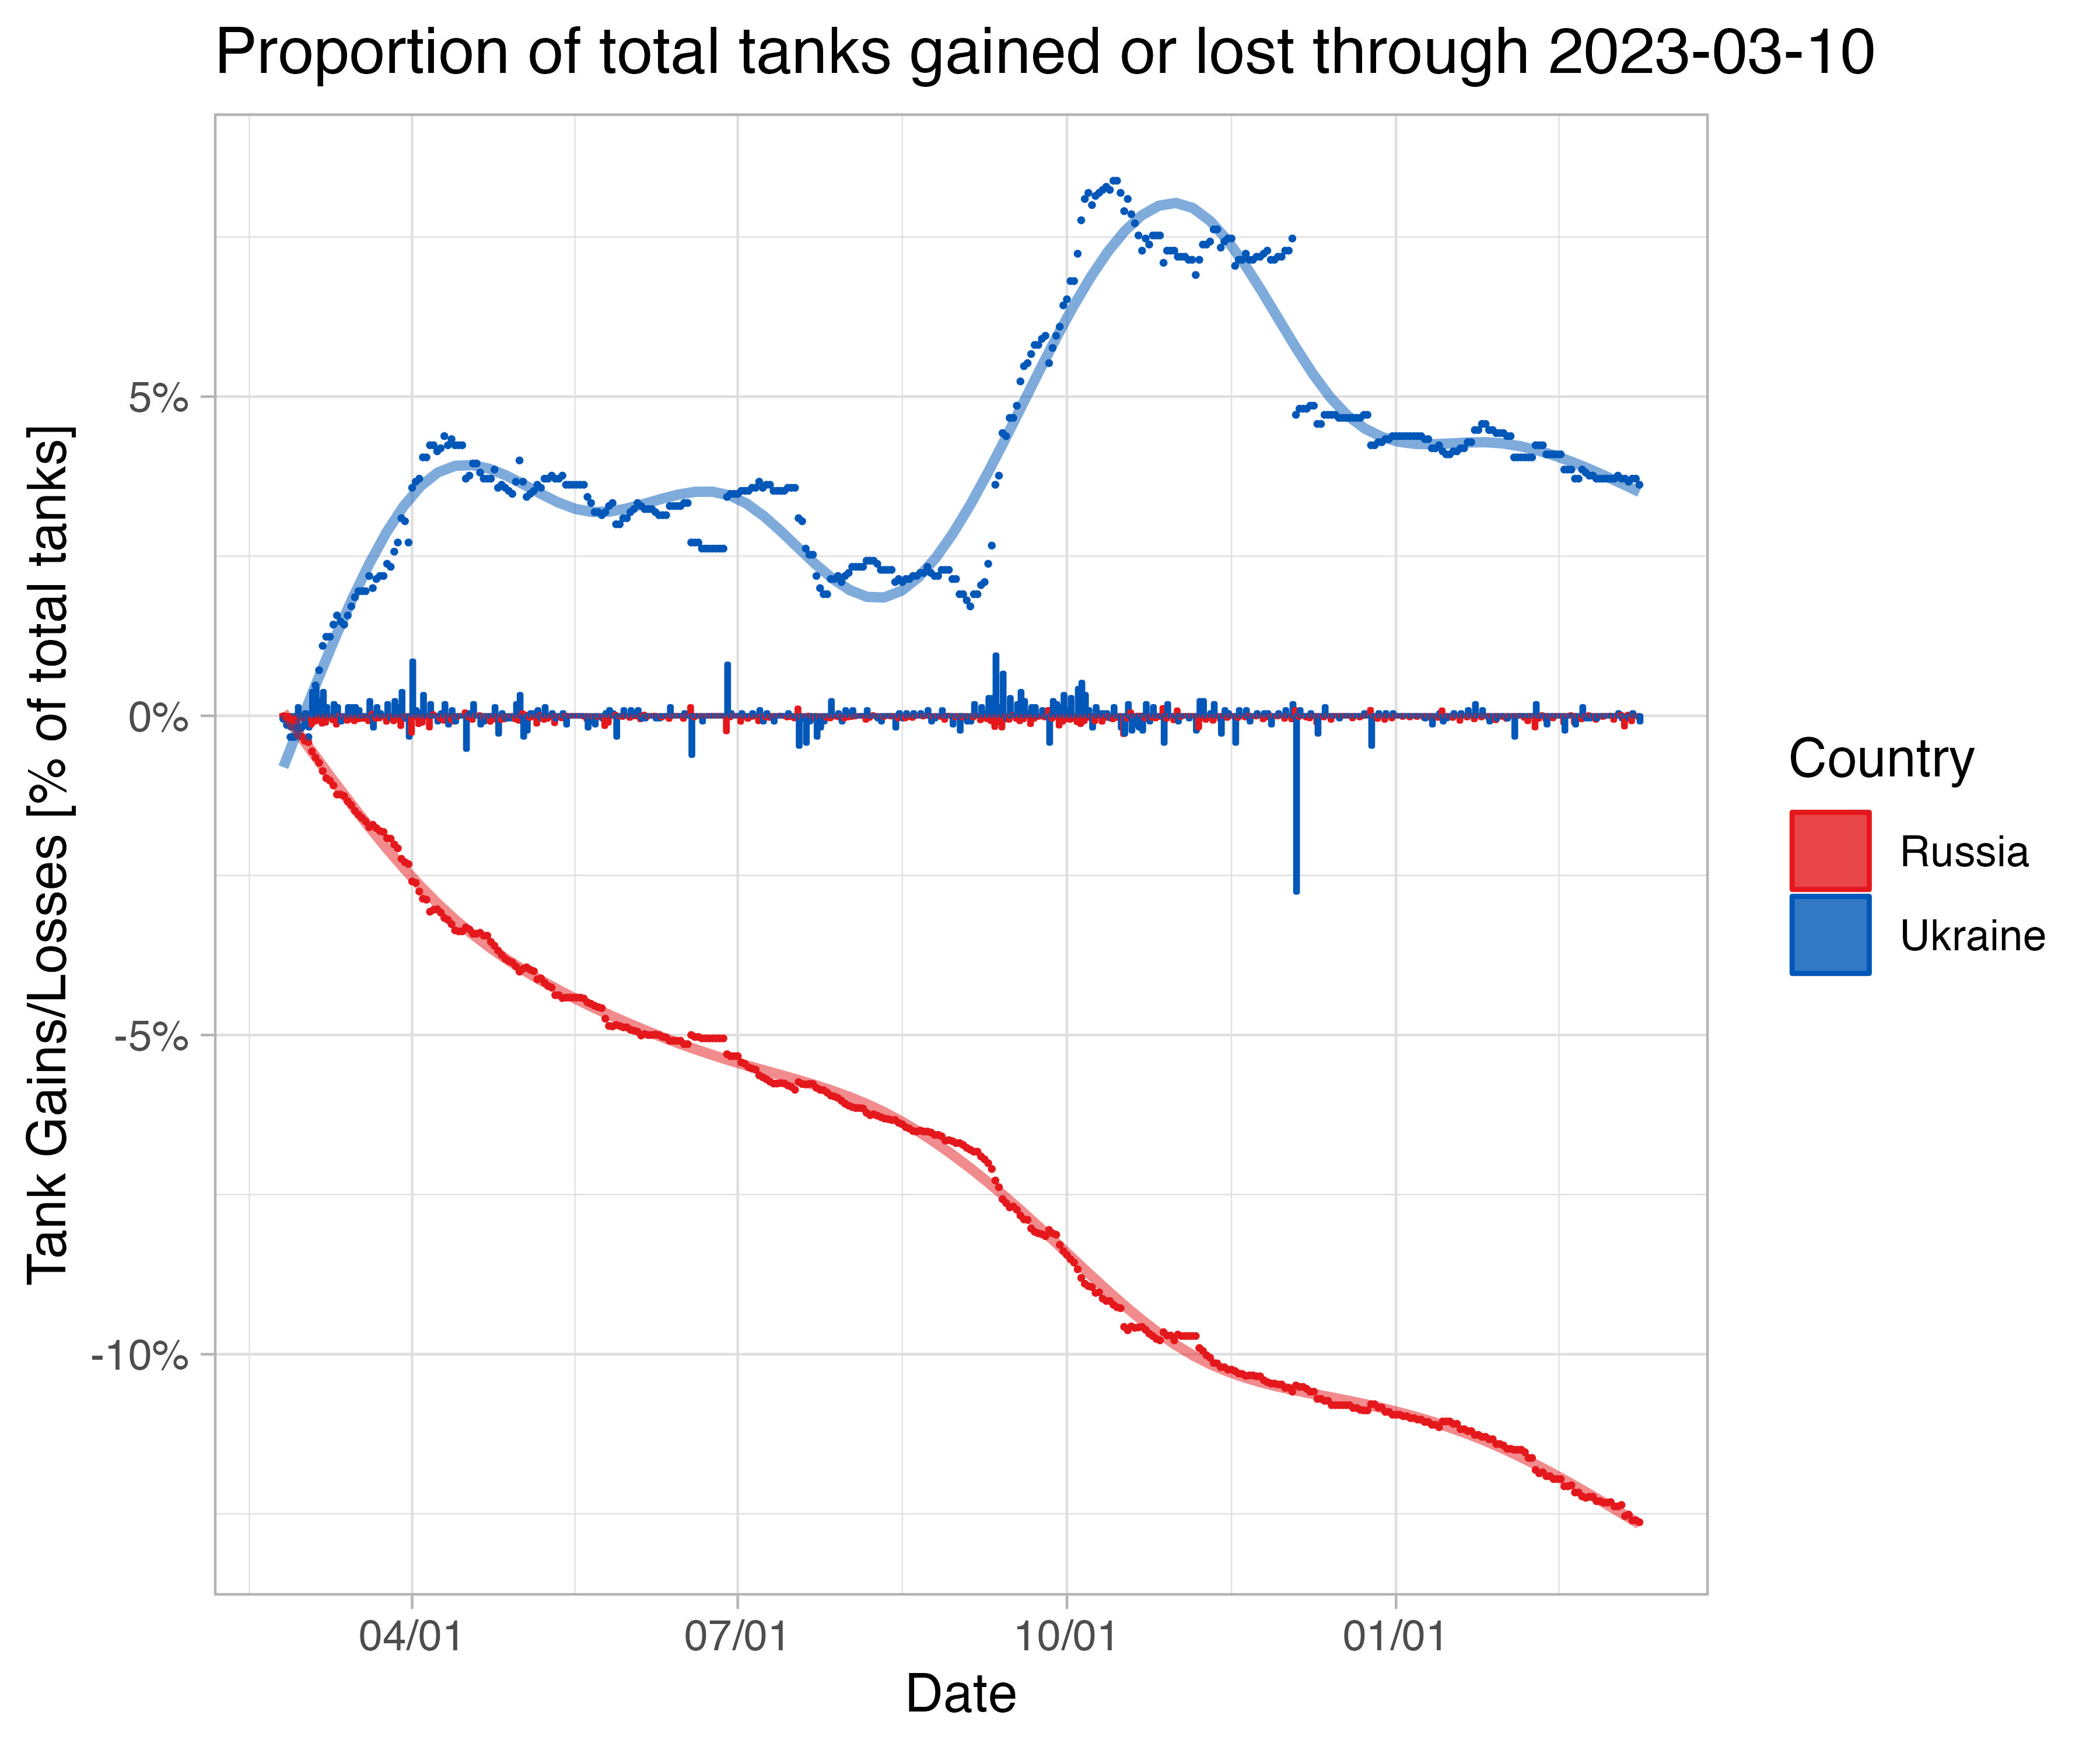 Proportion of total tanks gained or lost through 2023-03-10
Tank Gains/Losses [% of total tanks]
5%
0%
-5%
-10%
04/01
07/01
10/01
01/01
Date
Country
Russia
Ukraine